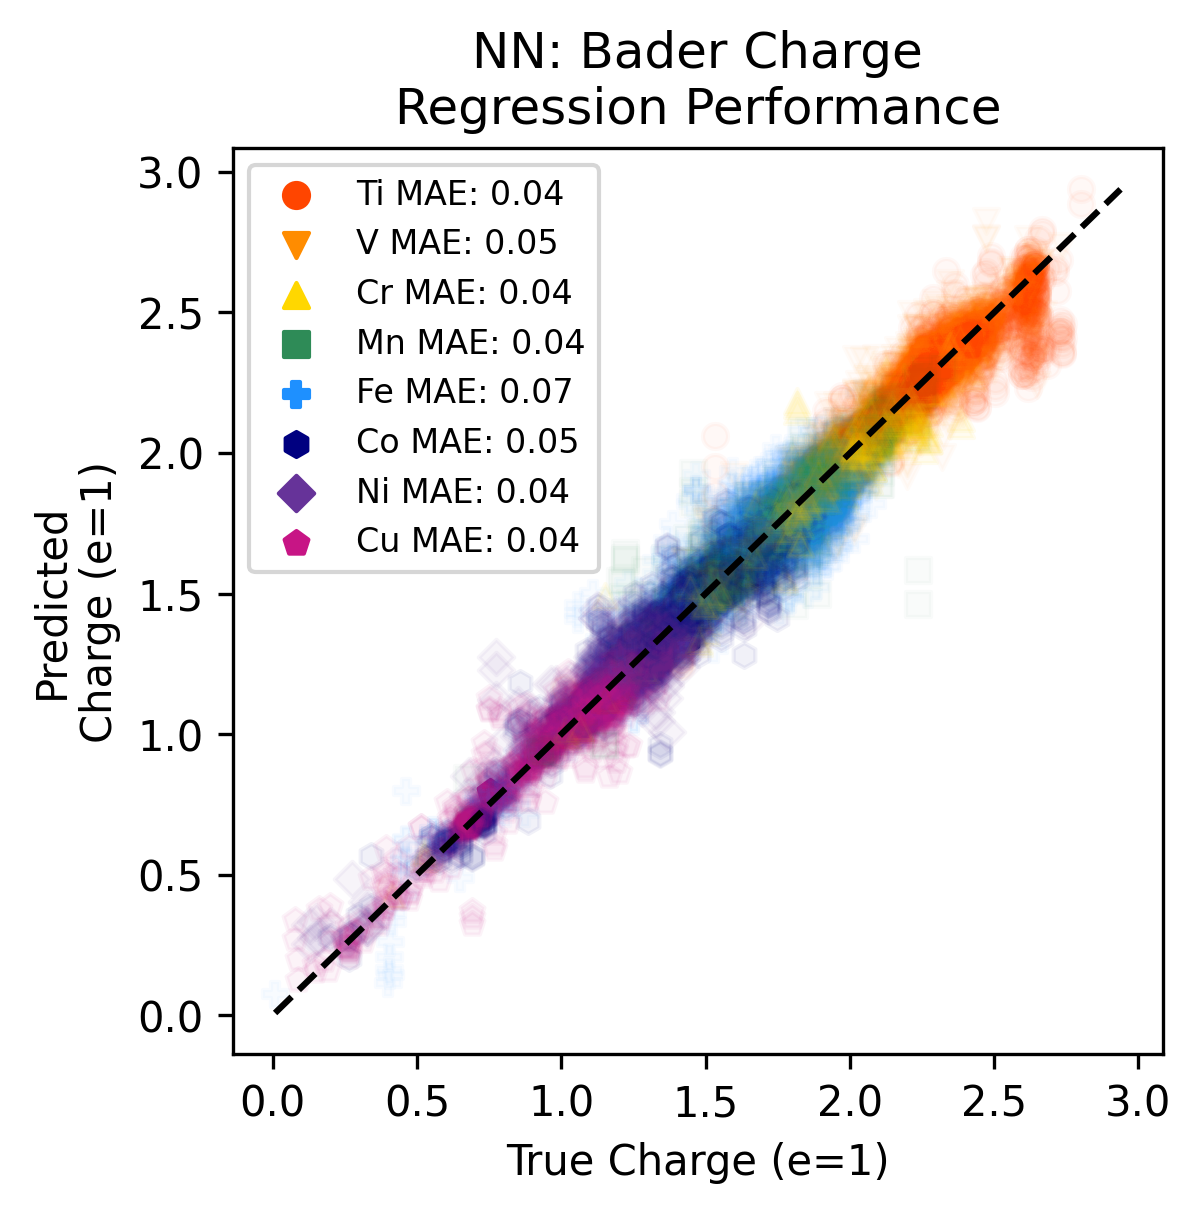 NN: Bader Charge
Regression Performance
Ti MAE: 0.04
V MAE: 0.05
Cr MAE: 0.04
Mn MAE: 0.04
Fe MAE: 0.07
Co MAE: 0.05
Ni MAE: 0.04
Cu MAE: 0.04
Predicted
Charge (e=1)
3.0
2.5
2.0
1.5
1.0
0.5
0.0
0.0 0.5 1.0 1.5 2.0 2.5 3.0
True Charge (e=1)